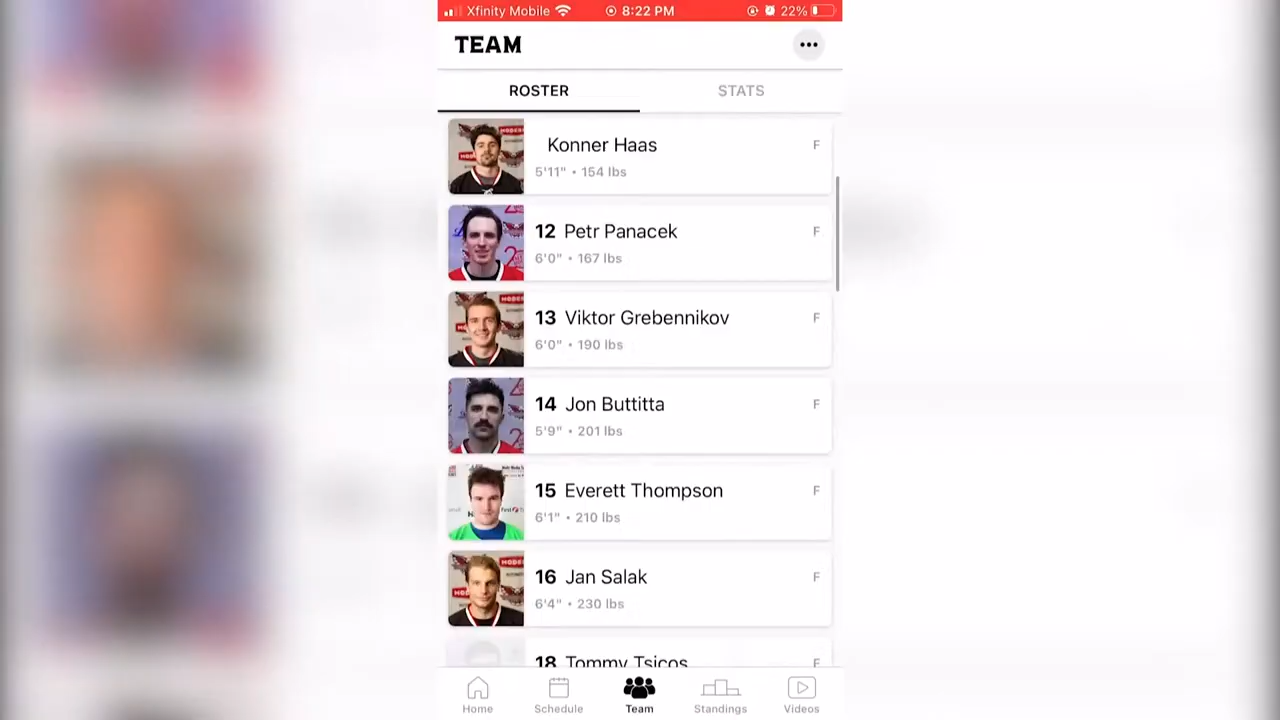 Xfinity Mobile 8:22 PM 22%
TEAM
ROSTER STATS
Konner Haas F
5'11" • 154 lbs
12 Petr Panacek F
6'0" • 167 lbs
13 Viktor Grebennikov F
6'0" • 190 lbs
14 Jon Buttitta F
5'9" • 201 lbs
15 Everett Thompson F
6'1" • 210 lbs
16 Jan Salak F
6'4" • 230 lbs
18 Tommy Tsicos F
Home Schedule Team Standings Videos